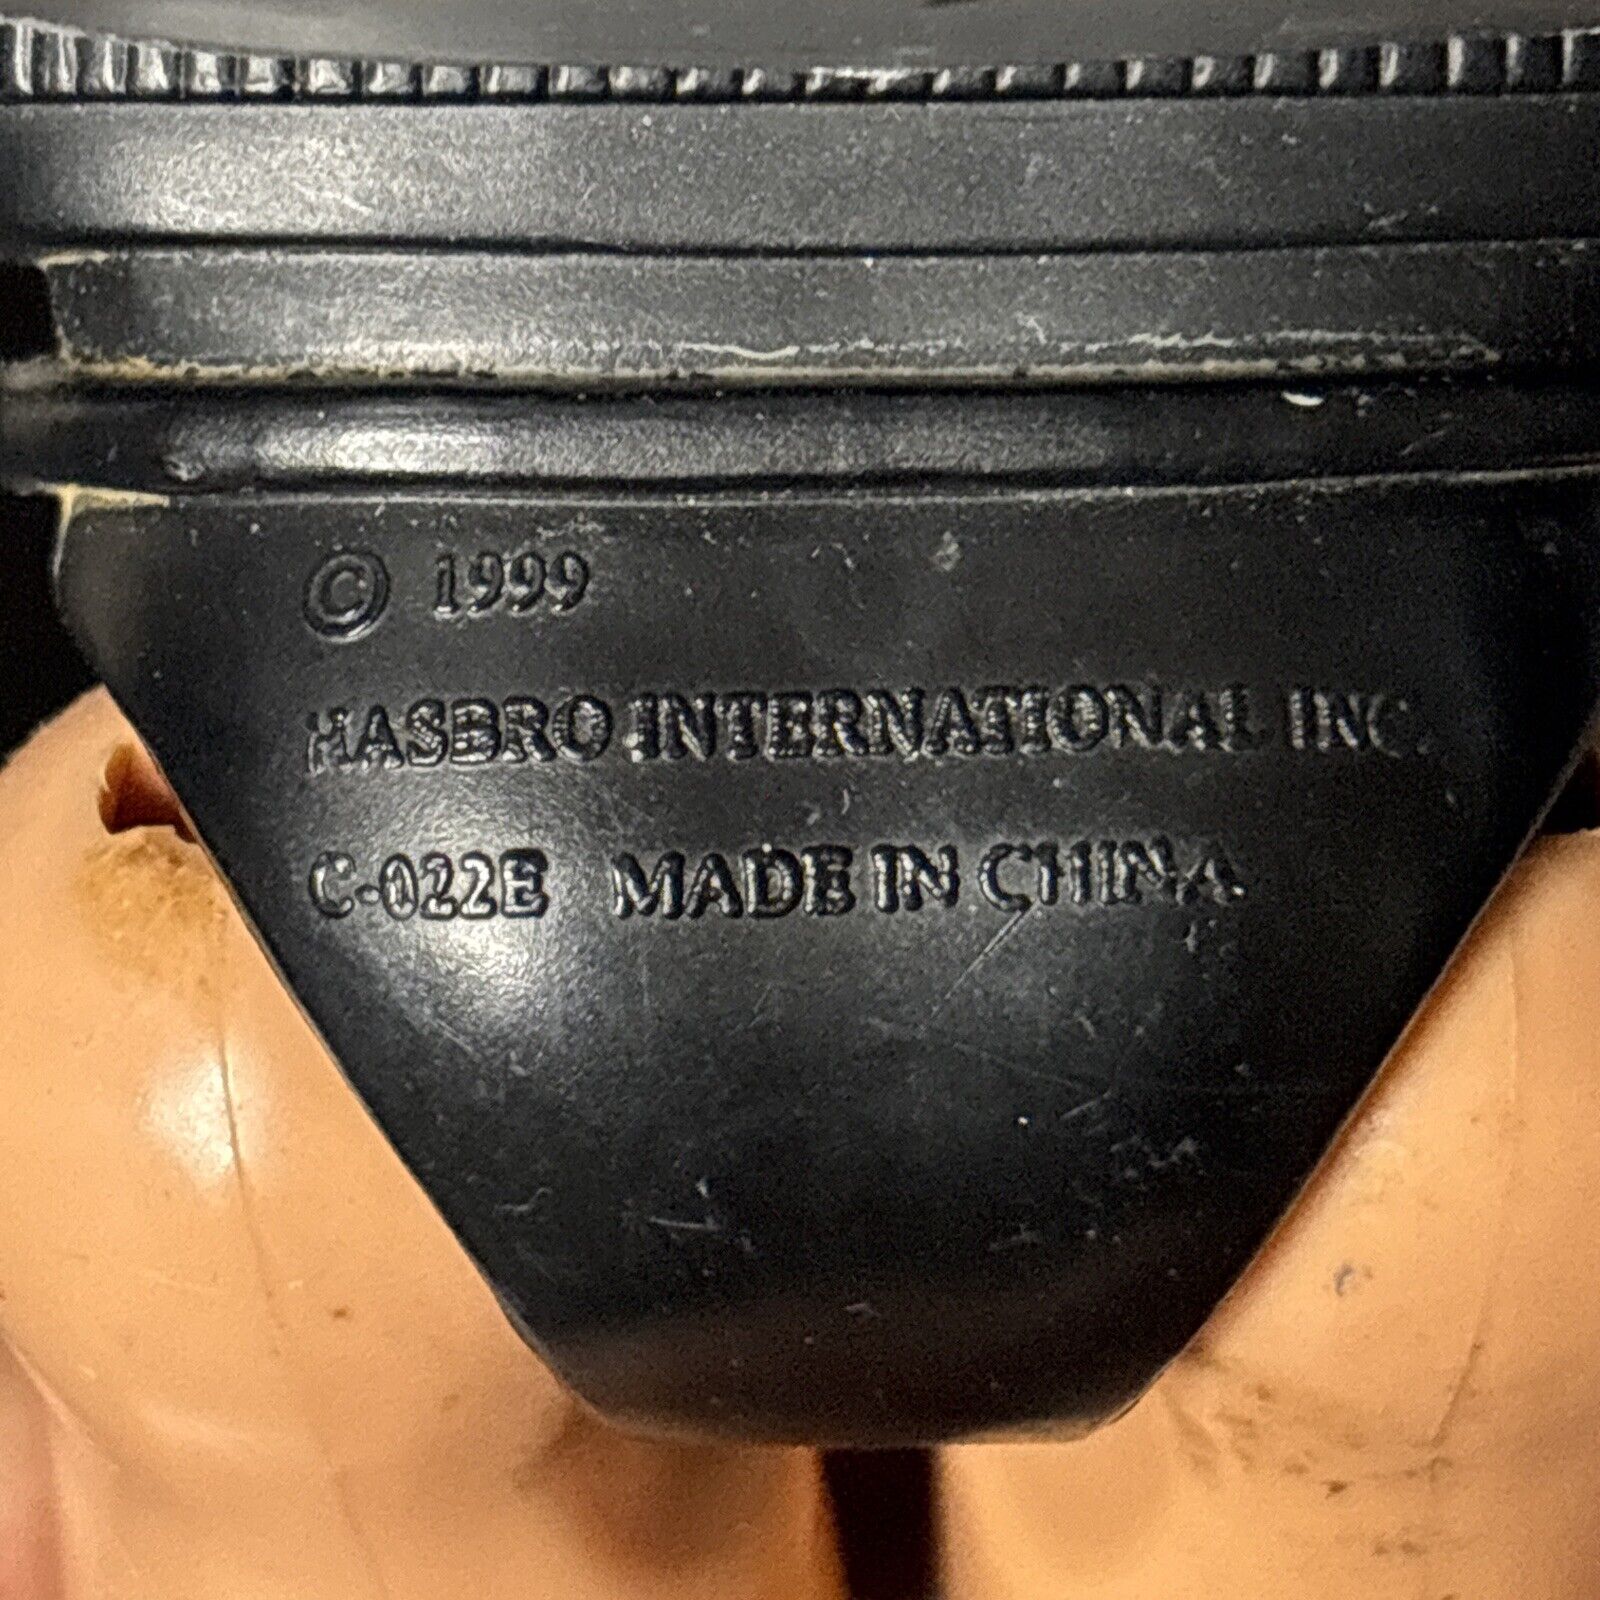 © 1999
HASBRO INTERNATIONAL INC.
C-022E MADE IN CHINA